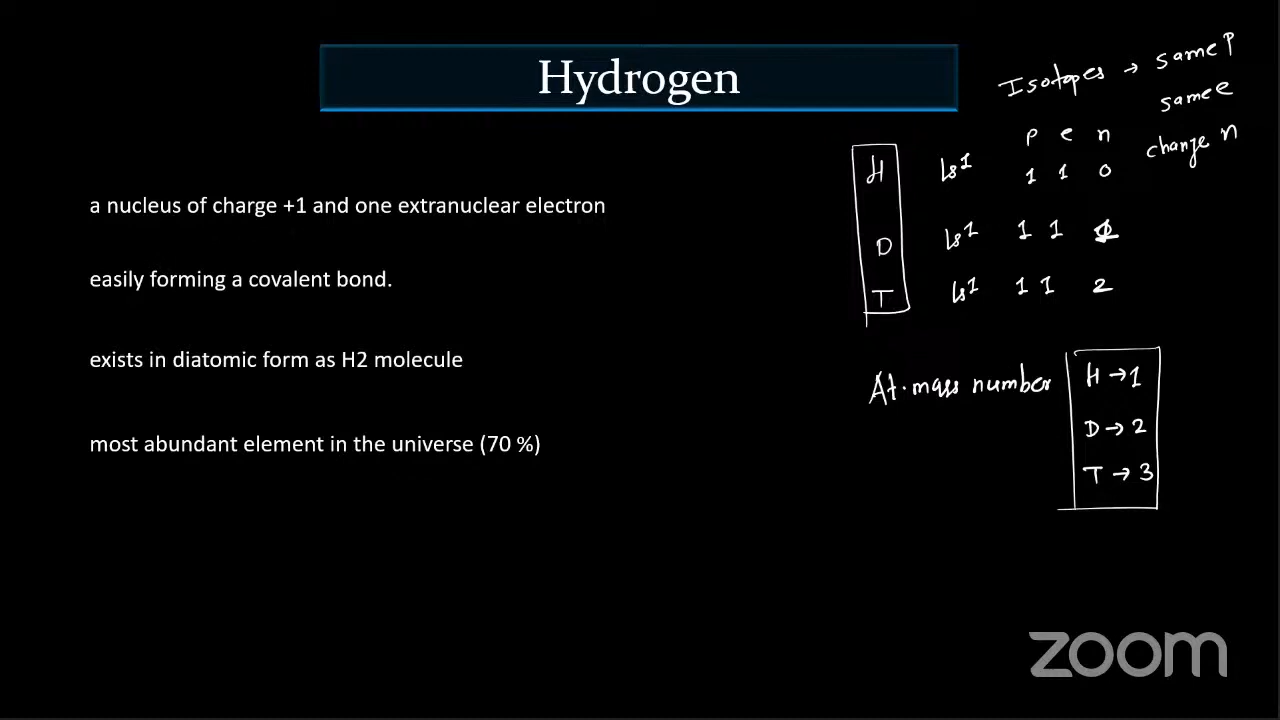 Hydrogen
Isotopes → same P
same e
change n
p e n
H 1s1 1 1 0
D 1s1 1 1 1
T 1s1 1 1 2
a nucleus of charge +1 and one extranuclear electron
easily forming a covalent bond.
exists in diatomic form as H2 molecule
most abundant element in the universe (70 %)
At. mass number H → 1
D → 2
T → 3
zoom